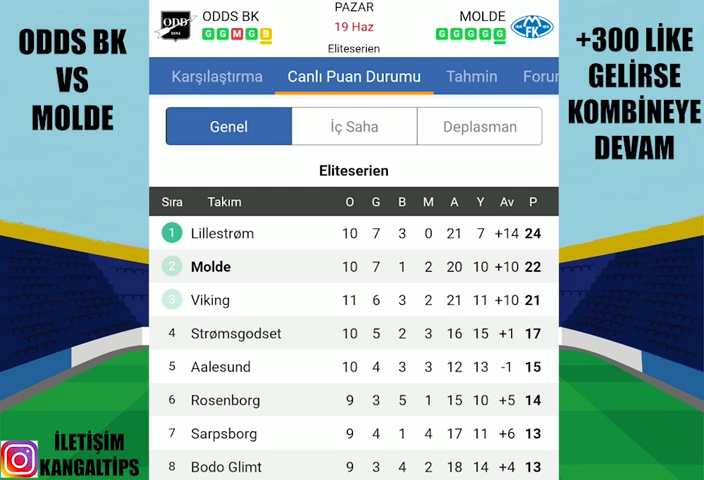 ODDS BK
VS
MOLDE
ODD
1894
ODDS BK
G G M G B
PAZAR
19 Haz
Eliteserien
MOLDE
G G G G G
FK
+300 LİKE
GELİRSE
KOMBİNEYE
DEVAM
Karşılaştırma Canlı Puan Durumu Tahmin Forum
Genel İç Saha Deplasman
Eliteserien
Sıra Takım O G B M A Y Av P
1 Lillestrøm 10 7 3 0 21 7 +14 24
2 Molde 10 7 1 2 20 10 +10 22
3 Viking 11 6 3 2 21 11 +10 21
4 Strømsgodset 10 5 2 3 16 15 +1 17
5 Aalesund 10 4 3 3 12 13 -1 15
6 Rosenborg 9 3 5 1 15 10 +5 14
7 Sarpsborg 9 4 1 4 17 11 +6 13
8 Bodo Glimt 9 3 4 2 18 14 +4 13
İLETİŞİM
KANGALTİPS